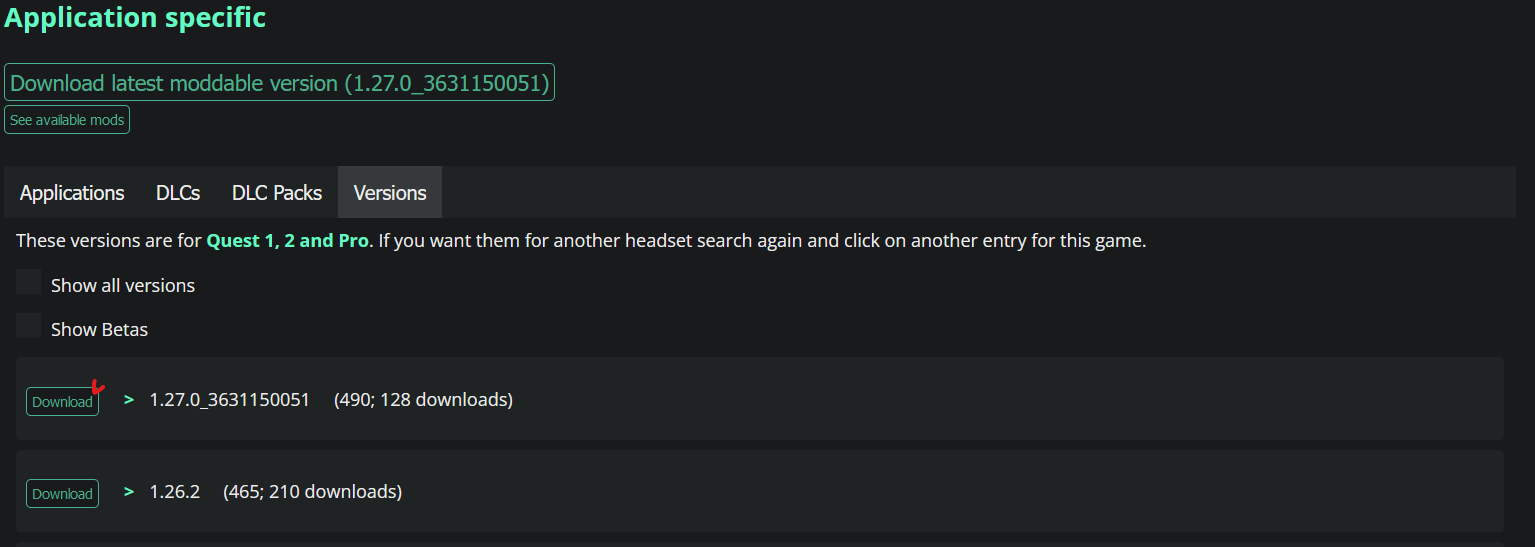 Application specific
Download latest moddable version (1.27.0_3631150051)
See available mods
Applications DLCs DLC Packs Versions
These versions are for Quest 1, 2 and Pro. If you want them for another headset search again and click on another entry for this game.
Show all versions
Show Betas
Download > 1.27.0_3631150051 (490; 128 downloads)
Download > 1.26.2 (465; 210 downloads)